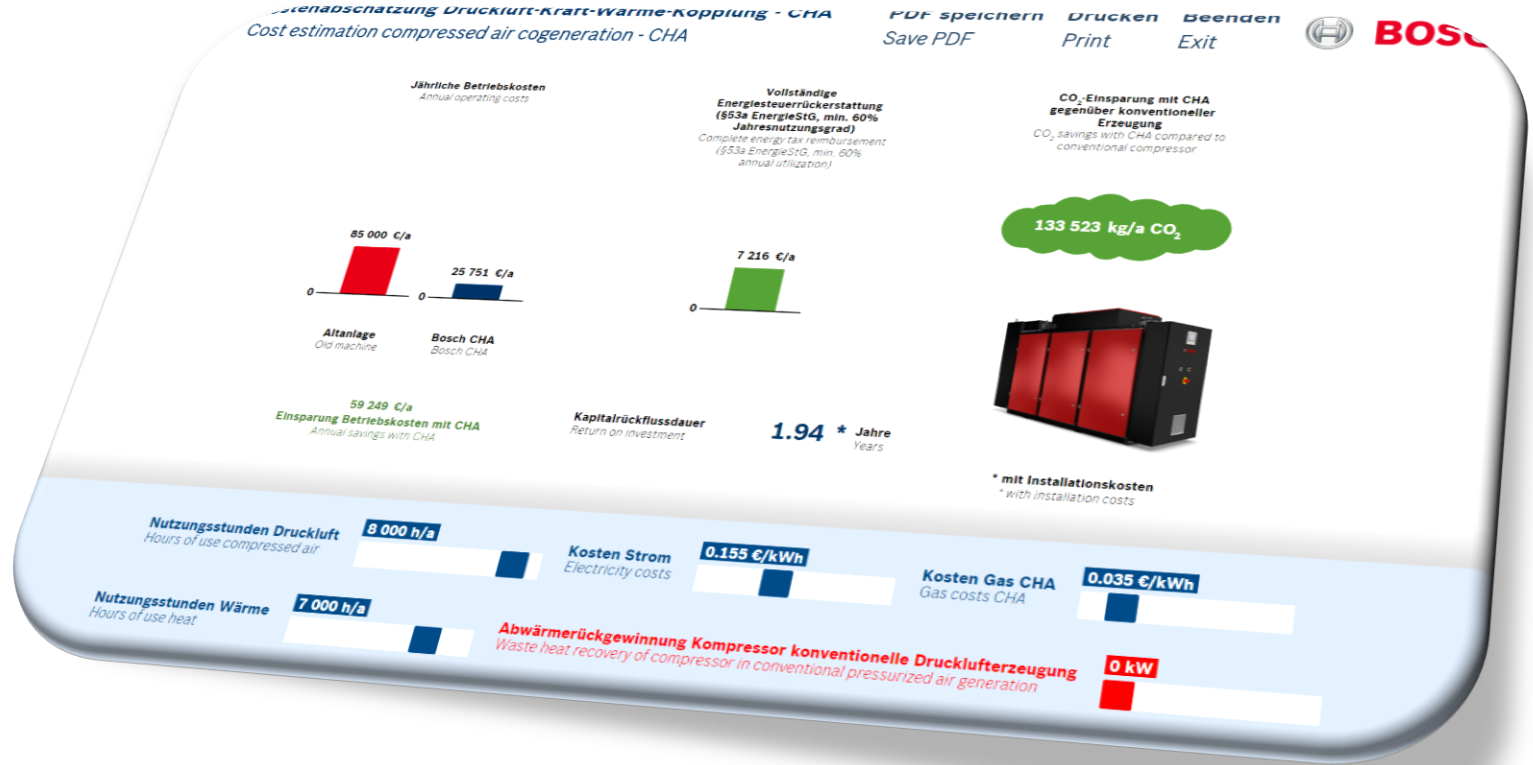 Kostenabschätzung Druckluft-Kraft-Wärme-Kopplung - CHA
Cost estimation compressed air cogeneration - CHA
PDF speichern
Save PDF
Drucken
Print
Beenden
Exit
BOSC
Jährliche Betriebskosten
Annual operating costs
Vollständige
Energiesteuerrückerstattung
(§53a EnergieStG, min. 60%
Jahresnutzungsgrad)
Complete energy tax reimbursement
(§53a EnergieStG, min. 60%
annual utilization)
CO₂-Einsparung mit CHA
gegenüber konventioneller
Erzeugung
CO₂ savings with CHA compared to
conventional compressor
133 523 kg/a CO₂
85 000 €/a
25 751 €/a
0
0
Altanlage
Old machine
Bosch CHA
Bosch CHA
7 216 €/a
0
59 249 €/a
Einsparung Betriebskosten mit CHA
Annual savings with CHA
Kapitalrückflussdauer
Return on investment
1.94 * Jahre
Years
* mit Installationskosten
* with installation costs
Nutzungsstunden Druckluft
Hours of use compressed air
8 000 h/a
Kosten Strom
Electricity costs
0.155 €/kWh
Kosten Gas CHA
Gas costs CHA
0.035 €/kWh
Nutzungsstunden Wärme
Hours of use heat
7 000 h/a
Abwärmerückgewinnung Kompressor konventionelle Drucklufterzeugung
Waste heat recovery of compressor in conventional pressurized air generation
0 kW